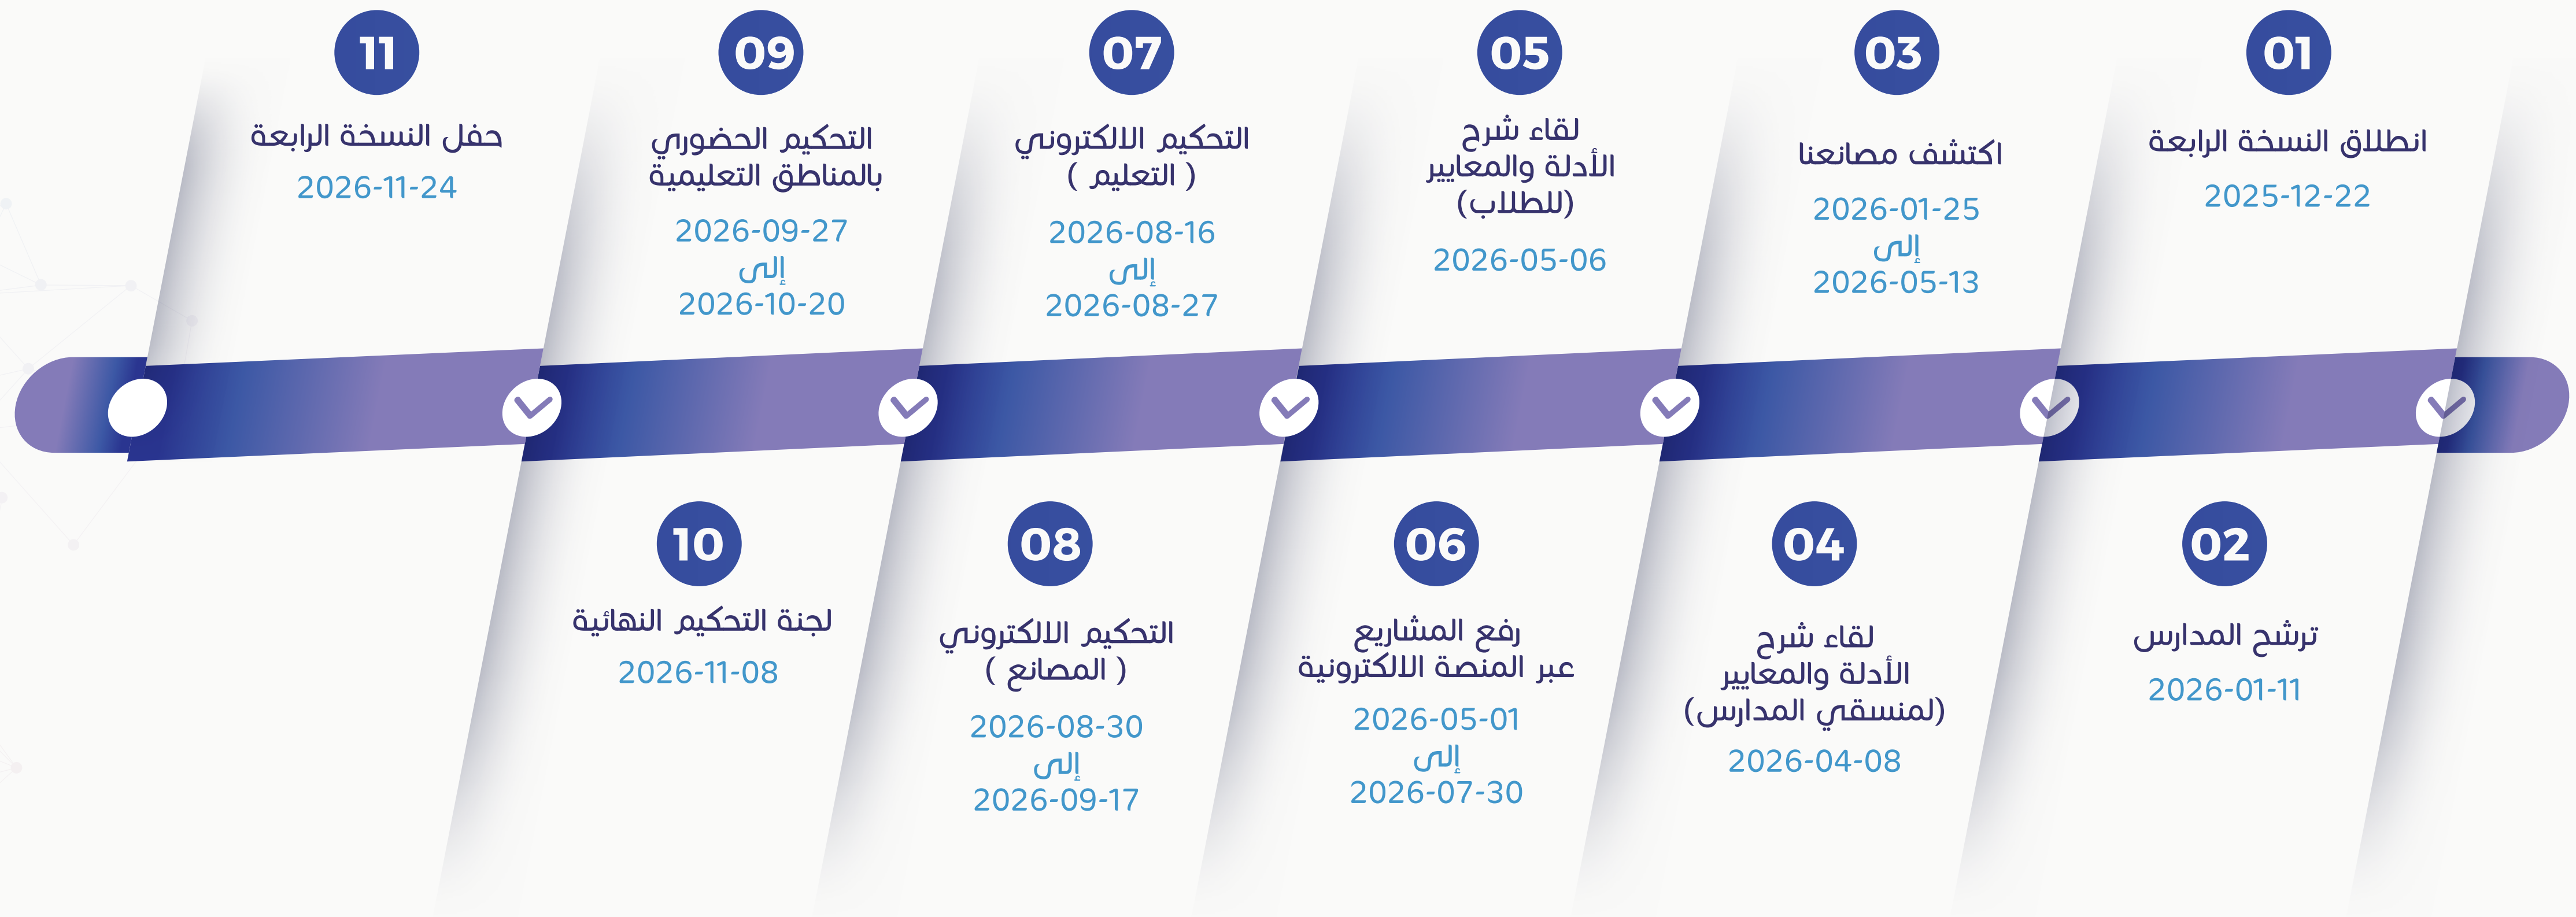 01
انطلاق النسخة الرابعة
2025-12-22
02
ترشح المدارس
2026-01-11
03
اكتشف مصانعنا
2026-01-25
إلى
2026-05-13
04
لقاء شرح
الأدلة والمعايير
(لمنسقي المدارس)
2026-04-08
05
لقاء شرح
الأدلة والمعايير
(للطلاب)
2026-05-06
06
رفع المشاريع
عبر المنصة الالكترونية
2026-05-01
إلى
2026-07-30
07
التحكيم الالكتروني
( التعليم )
2026-08-16
إلى
2026-08-27
08
التحكيم الالكتروني
( المصانع )
2026-08-30
إلى
2026-09-17
09
التحكيم الحضوري
بالمناطق التعليمية
2026-09-27
إلى
2026-10-20
10
لجنة التحكيم النهائية
2026-11-08
11
حفل النسخة الرابعة
2026-11-24